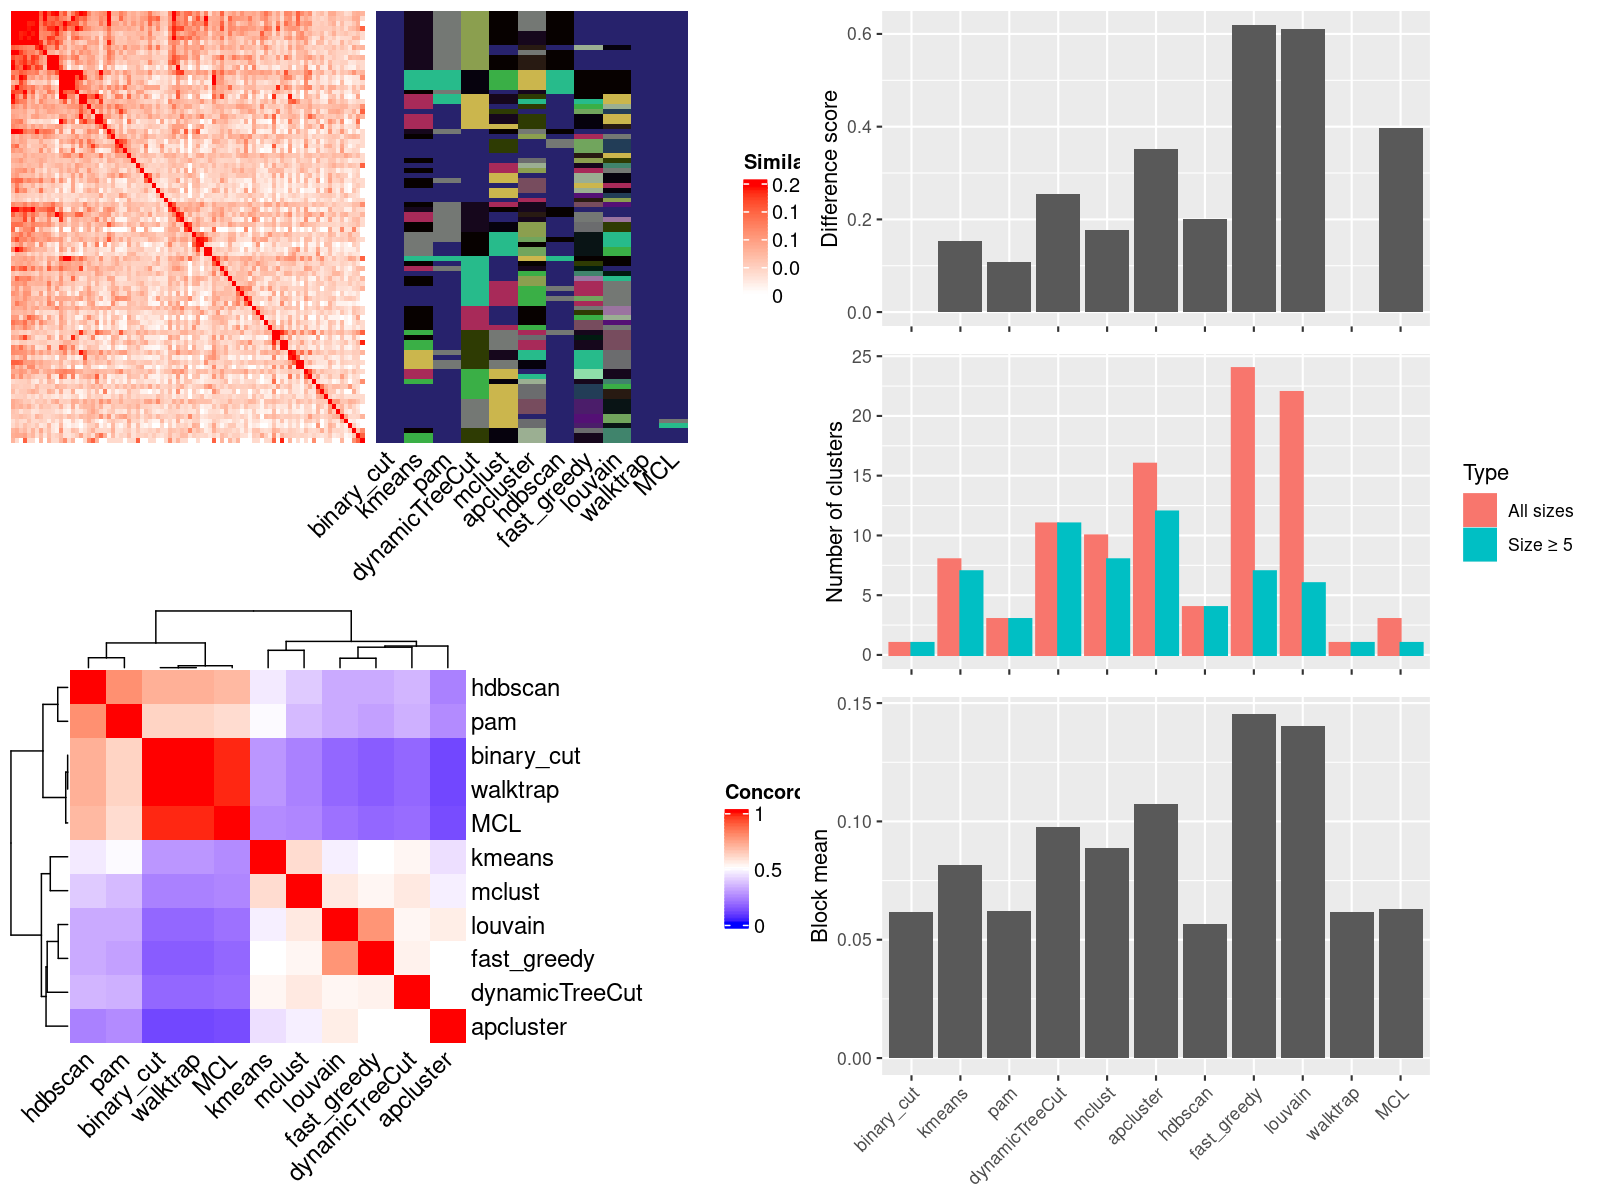 Simila
0.2
0.1
0.1
0.0
0
binary_cut
kmeans
pam
dynamicTreeCut
mclust
apcluster
hdbscan
fast_greedy
louvain
walktrap
MCL
hdbscan
pam
binary_cut
walktrap
MCL
kmeans
mclust
louvain
fast_greedy
dynamicTreeCut
apcluster
hdbscan
pam
binary_cut
walktrap
MCL
kmeans
mclust
louvain
fast_greedy
dynamicTreeCut
apcluster
Concord
1
0.5
0
Difference score
0.6
0.4
0.2
0.0
Number of clusters
25
20
15
10
5
0
Type
All sizes
Size ≥ 5
Block mean
0.15
0.10
0.05
0.00
binary_cut
kmeans
pam
dynamicTreeCut
mclust
apcluster
hdbscan
fast_greedy
louvain
walktrap
MCL